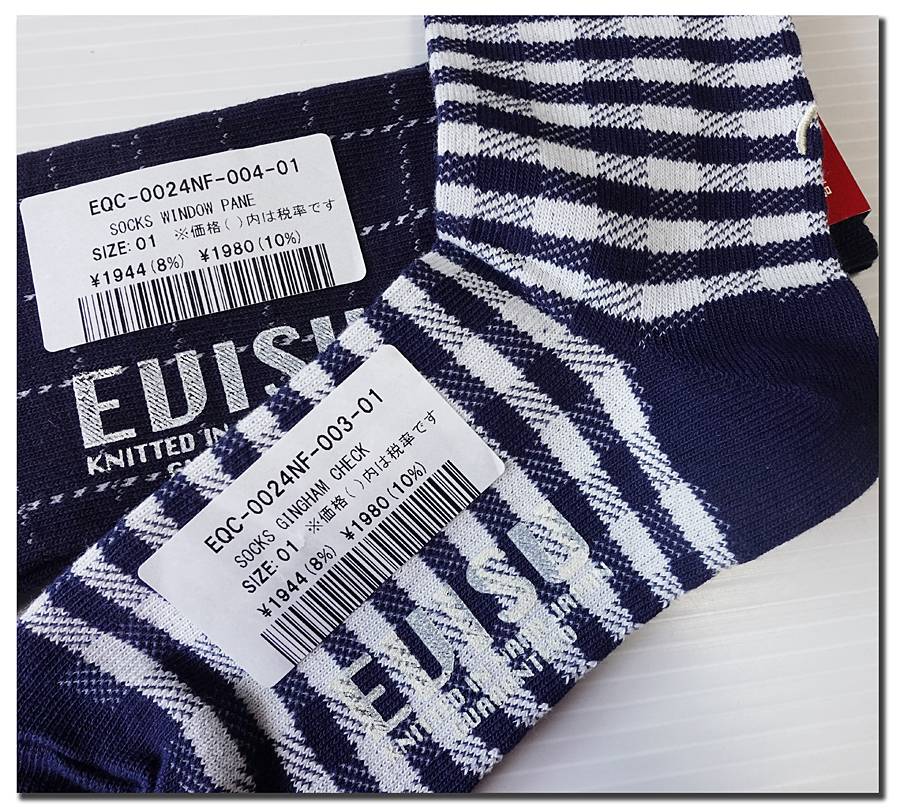 EQC-0024NF-004-01
SOCKS WINDOW PANE
SIZE:01 ※価格( )内は税率です
¥1944(8%) ¥1980(10%)
EVISU
KNITTED IN
EQC-0024NF-003-01
SOCKS GINGHAM CHECK
SIZE:01 ※価格( )内は税率です
¥1944(8%) ¥1980(10%)
EVISU